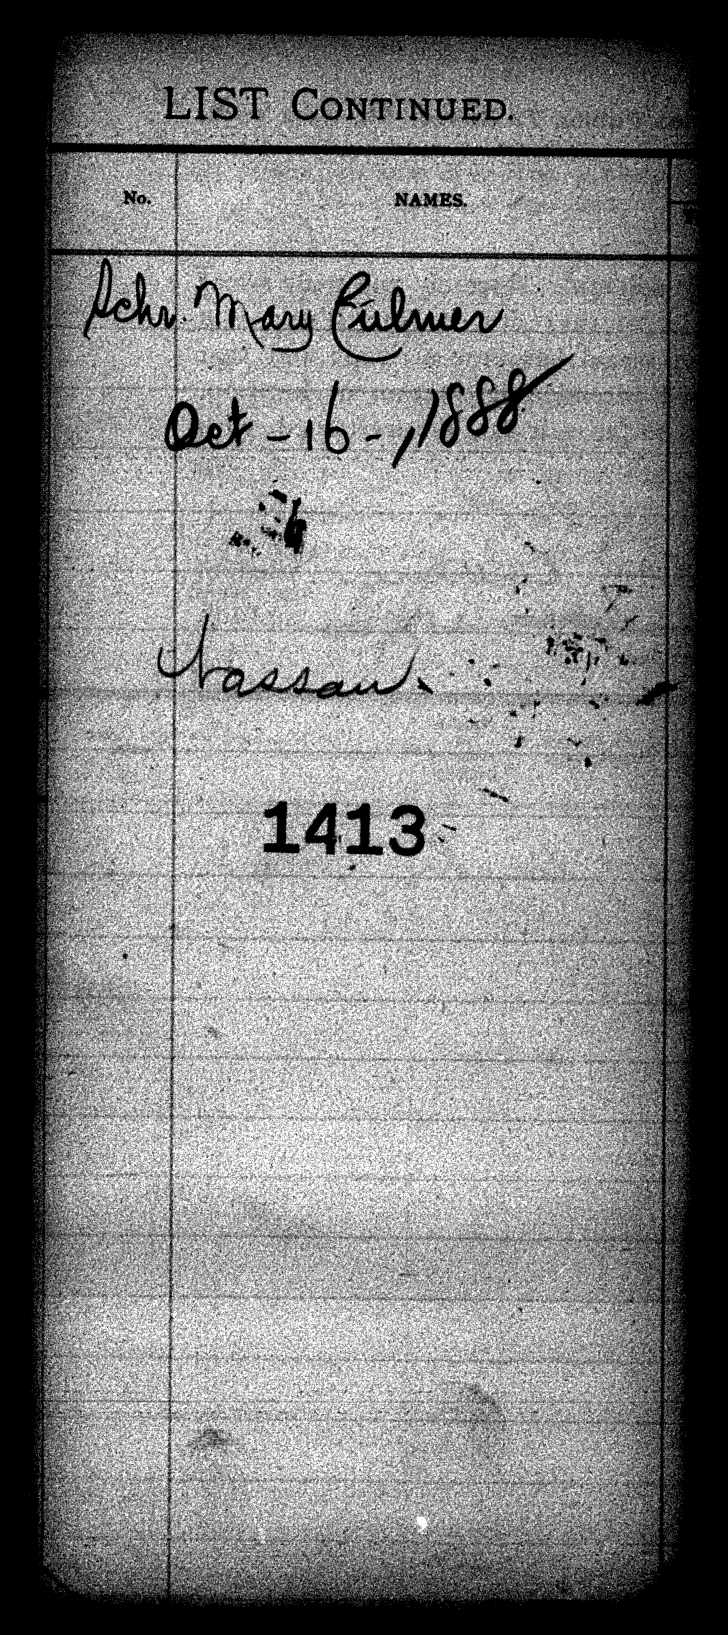 LIST CONTINUED.
No. NAMES.
Schr. Mary Culmer
Oct - 16 - , 1888
Nassau.
1413